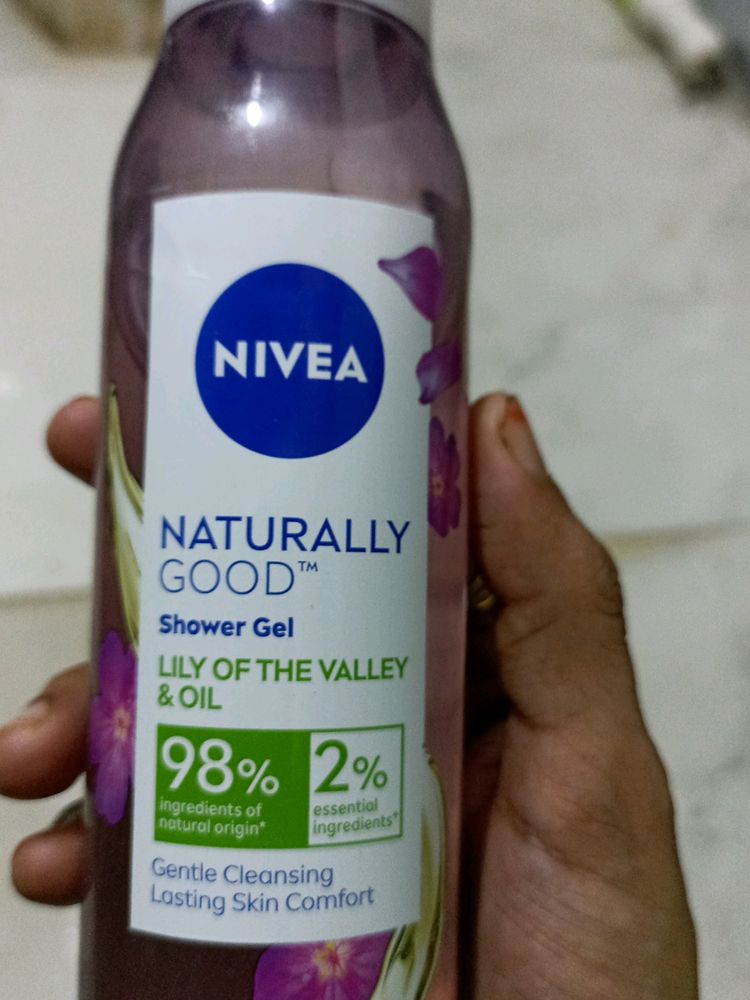 NIVEA
NATURALLY
GOOD™
Shower Gel
LILY OF THE VALLEY
& OIL
98%
ingredients of
natural origin*
2%
essential
ingredients⁺
Gentle Cleansing
Lasting Skin Comfort